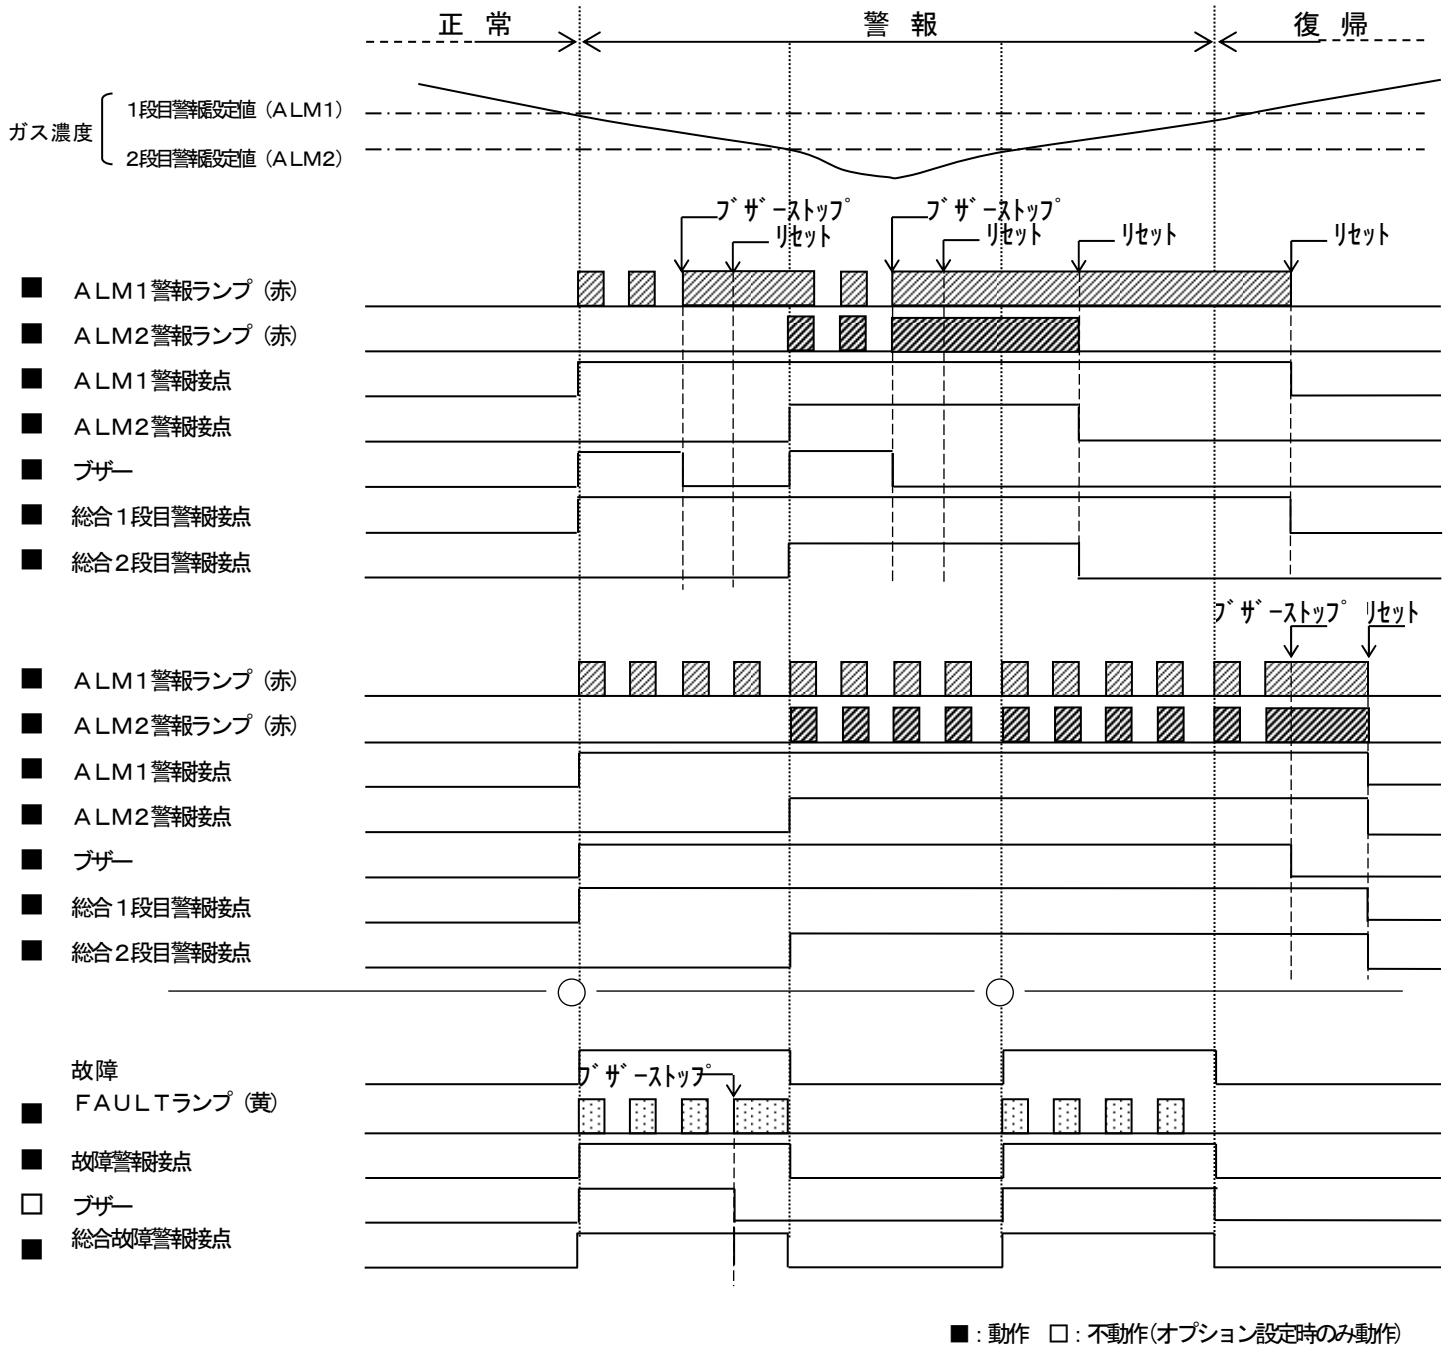 正 常
警 報
復 帰
ガス濃度
1段目警報設定値（ALM1）
2段目警報設定値（ALM2）
ﾌﾞｻﾞｰｽﾄｯﾌﾟ
ﾘｾｯﾄ
ﾌﾞｻﾞｰｽﾄｯﾌﾟ
ﾘｾｯﾄ
ﾘｾｯﾄ
ﾘｾｯﾄ
■ ALM1警報ランプ（赤）
■ ALM2警報ランプ（赤）
■ ALM1警報接点
■ ALM2警報接点
■ ブザー
■ 総合1段目警報接点
■ 総合2段目警報接点
ﾌﾞｻﾞｰｽﾄｯﾌﾟ
ﾘｾｯﾄ
■ ALM1警報ランプ（赤）
■ ALM2警報ランプ（赤）
■ ALM1警報接点
■ ALM2警報接点
■ ブザー
■ 総合1段目警報接点
■ 総合2段目警報接点
故障
ﾌﾞｻﾞｰｽﾄｯﾌﾟ
■ FAULTランプ（黄）
■ 故障警報接点
□ ブザー
■ 総合故障警報接点
■：動作 □：不動作(オプション設定時のみ動作)